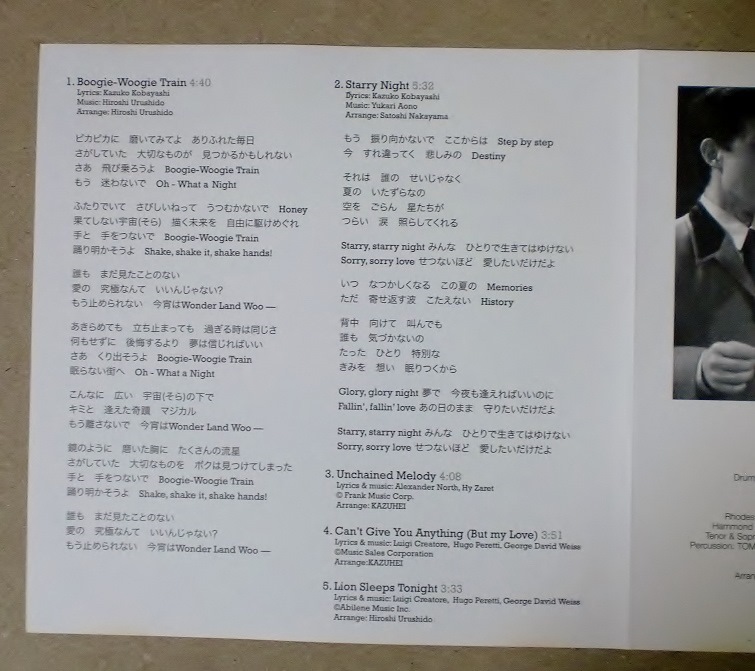 1. Boogie-Woogie Train 4:40
Lyrics: Kazuko Kobayashi
Music: Hiroshi Urushido
Arrange: Hiroshi Urushido
ピカピカに 磨いてみてよ ありふれた毎日
さがしていた 大切なものが 見つかるかもしれない
さあ 飛び乗ろうよ Boogie-Woogie Train
もう 迷わないで Oh - What a Night
ふたりでいて さびしいねって うつむかないで Honey
果てしない宇宙(そら) 描く未来を 自由に駆けめぐれ
手と 手をつないで Boogie-Woogie Train
踊り明かそうよ Shake, shake it, shake hands!
誰も まだ見たことのない
愛の 究極なんて いいんじゃない?
もう止められない 今宵はWonder Land Woo —
あきらめても 立ち止まっても 過ぎる時は同じさ
何もせずに 後悔するより 夢は信じればいい
さあ くり出そうよ Boogie-Woogie Train
眠らない街へ Oh - What a Night
こんなに 広い 宇宙(そら)の下で
キミと 逢えた奇蹟 マジカル
もう離さないで 今宵はWonder Land Woo —
鏡のように 磨いた胸に たくさんの流星
さがしていた 大切なものを ボクは見つけてしまった
手と 手をつないで Boogie-Woogie Train
踊り明かそうよ Shake, shake it, shake hands!
誰も まだ見たことのない
愛の 究極なんて いいんじゃない?
もう止められない 今宵はWonder Land Woo —
2. Starry Night 5:32
Lyrics: Kazuko Kobayashi
Music: Yukari Aono
Arrange: Satoshi Nakayama
もう 振り向かないで ここからは Step by step
今 すれ違ってく 悲しみの Destiny
それは 誰の せいじゃなく
夏の いたずらなの
空を ごらん 星たちが
つらい 涙 照らしてくれる
Starry, starry night みんな ひとりで生きてはゆけない
Sorry, sorry love せつないほど 愛したいだけだよ
いつ なつかしくなる この夏の Memories
ただ 寄せ返す波 こたえない History
背中 向けて 叫んでも
誰も 気づかないの
たった ひとり 特別な
きみを 想い 眠りつくから
Glory, glory night 夢で 今夜も逢えればいいのに
Fallin', fallin' love あの日のまま 守りたいだけだよ
Starry, starry night みんな ひとりで生きてはゆけない
Sorry, sorry love せつないほど 愛したいだけだよ
3. Unchained Melody 4:08
Lyrics & music: Alexander North, Hy Zaret
© Frank Music Corp.
Arrange: KAZUHEI
4. Can't Give You Anything (But my Love) 3:51
Lyrics & music: Luigi Creatore, Hugo Peretti, George David Weiss
©Music Sales Corporation
Arrange:KAZUHEI
5. Lion Sleeps Tonight 3:33
Lyrics & music: Luigi Creatore, Hugo Peretti, George David Weiss
©Abilene Music Inc.
Arrange: Hiroshi Urushido
Drum
Rhodes
Hammond
Tenor & Sopr
Percussion: TOM
Arran